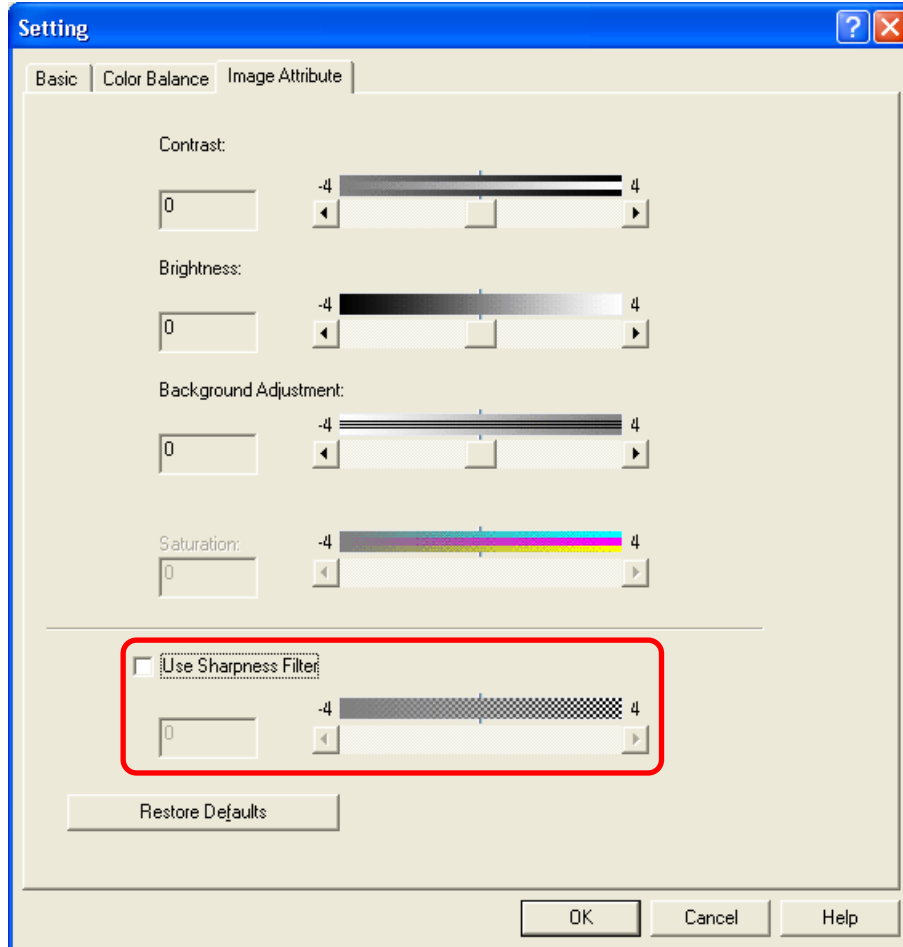 Setting
Basic Color Balance Image Attribute
Contrast:
-4 4
0
Brightness:
-4 4
0
Background Adjustment:
-4 4
0
Saturation:
-4 4
0
Use Sharpness Filter
-4 4
0
Restore Defaults
OK Cancel Help